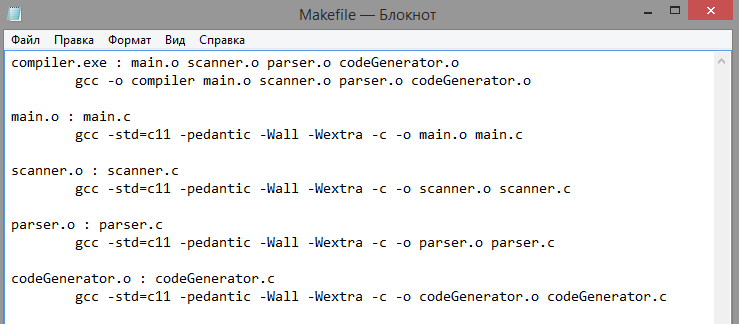 Makefile — Блокнот
Файл Правка Формат Вид Справка
compiler.exe : main.o scanner.o parser.o codeGenerator.o
        gcc -o compiler main.o scanner.o parser.o codeGenerator.o

main.o : main.c
        gcc -std=c11 -pedantic -Wall -Wextra -c -o main.o main.c

scanner.o : scanner.c
        gcc -std=c11 -pedantic -Wall -Wextra -c -o scanner.o scanner.c

parser.o : parser.c
        gcc -std=c11 -pedantic -Wall -Wextra -c -o parser.o parser.c

codeGenerator.o : codeGenerator.c
        gcc -std=c11 -pedantic -Wall -Wextra -c -o codeGenerator.o codeGenerator.c